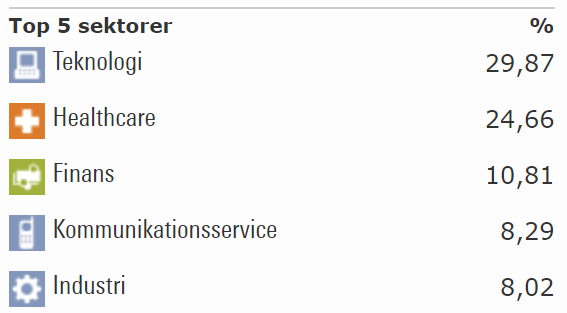 Top 5 sektorer %
Teknologi 29,87
Healthcare 24,66
Finans 10,81
Kommunikationsservice 8,29
Industri 8,02